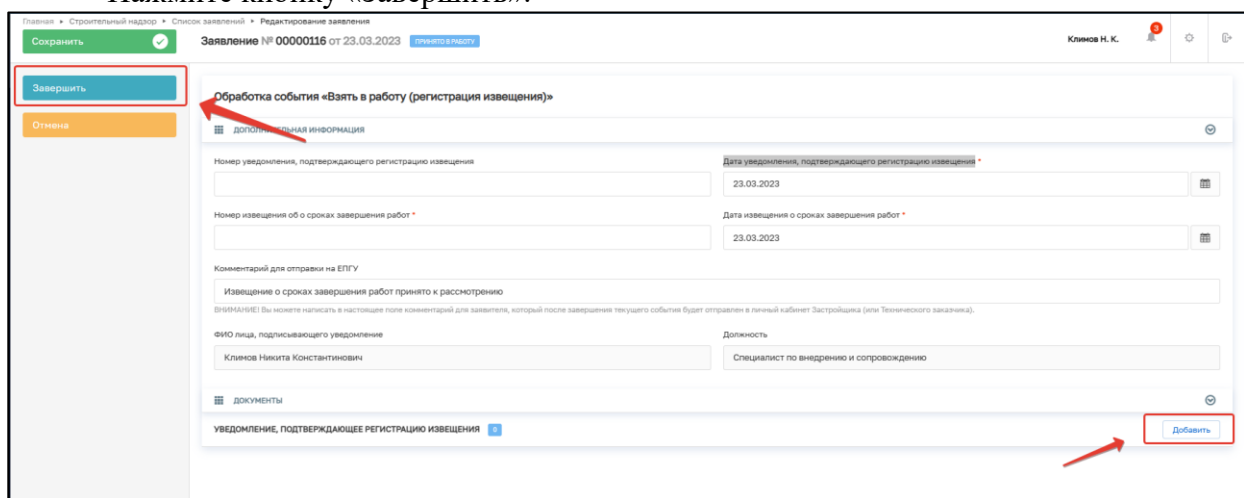 Нажмите кнопку «Завершить».
Главная ▸ Строительный надзор ▸ Список заявлений ▸ Редактирование заявления
Сохранить
Заявление № 00000116 от 23.03.2023 ПРИНЯТО В РАБОТУ
Климов Н. К.
3
Завершить
Отмена
Обработка события «Взять в работу (регистрация извещения)»
ДОПОЛНИТЕЛЬНАЯ ИНФОРМАЦИЯ
Номер уведомления, подтверждающего регистрацию извещения
Дата уведомления, подтверждающего регистрацию извещения *
23.03.2023
Номер извещения об о сроках завершения работ *
Дата извещения о сроках завершения работ *
23.03.2023
Комментарий для отправки на ЕПГУ
Извещение о сроках завершения работ принято к рассмотрению
ВНИМАНИЕ! Вы можете написать в настоящее поле комментарий для заявителя, который после завершения текущего события будет отправлен в личный кабинет Застройщика (или Технического заказчика).
ФИО лица, подписывающего уведомление
Должность
Климов Никита Константинович
Специалист по внедрению и сопровождению
ДОКУМЕНТЫ
УВЕДОМЛЕНИЕ, ПОДТВЕРЖДАЮЩЕЕ РЕГИСТРАЦИЮ ИЗВЕЩЕНИЯ 0
Добавить